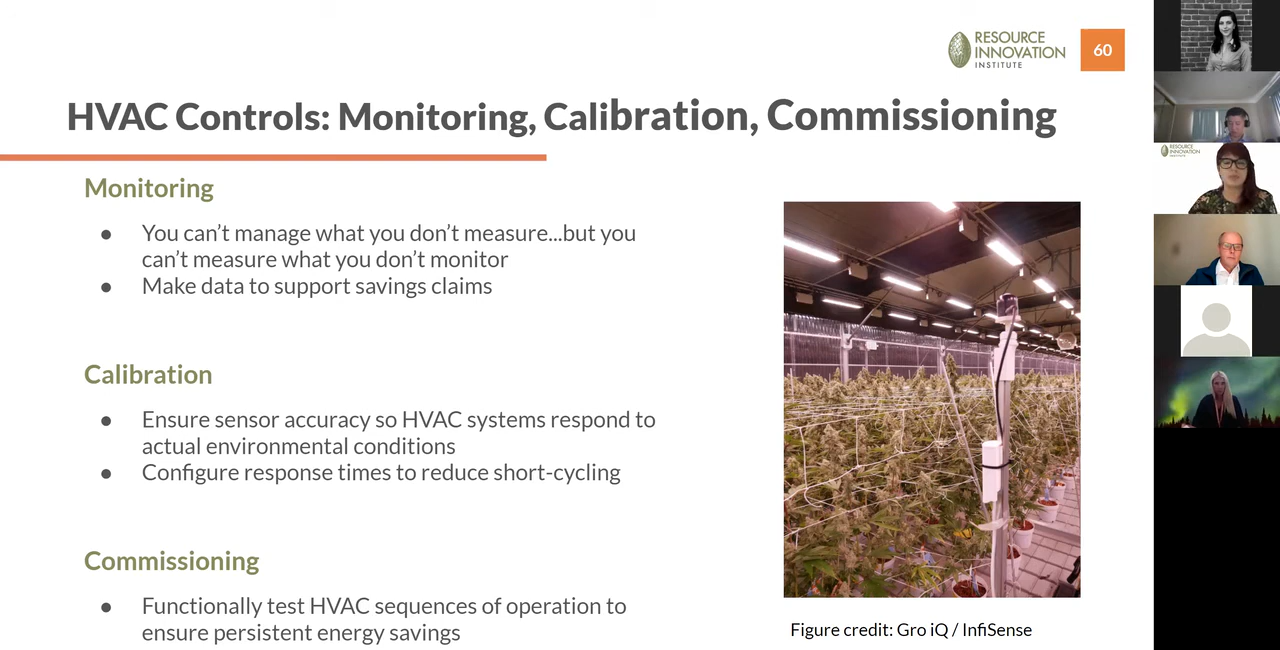 RESOURCE
INNOVATION
INSTITUTE
60
HVAC Controls: Monitoring, Calibration, Commissioning
Monitoring
● You can’t manage what you don’t measure...but you
can’t measure what you don’t monitor
● Make data to support savings claims
Calibration
● Ensure sensor accuracy so HVAC systems respond to
actual environmental conditions
● Configure response times to reduce short-cycling
Commissioning
● Functionally test HVAC sequences of operation to
ensure persistent energy savings
Figure credit: Gro iQ / InfiSense
RESOURCE
INNOVATION
INSTITUTE